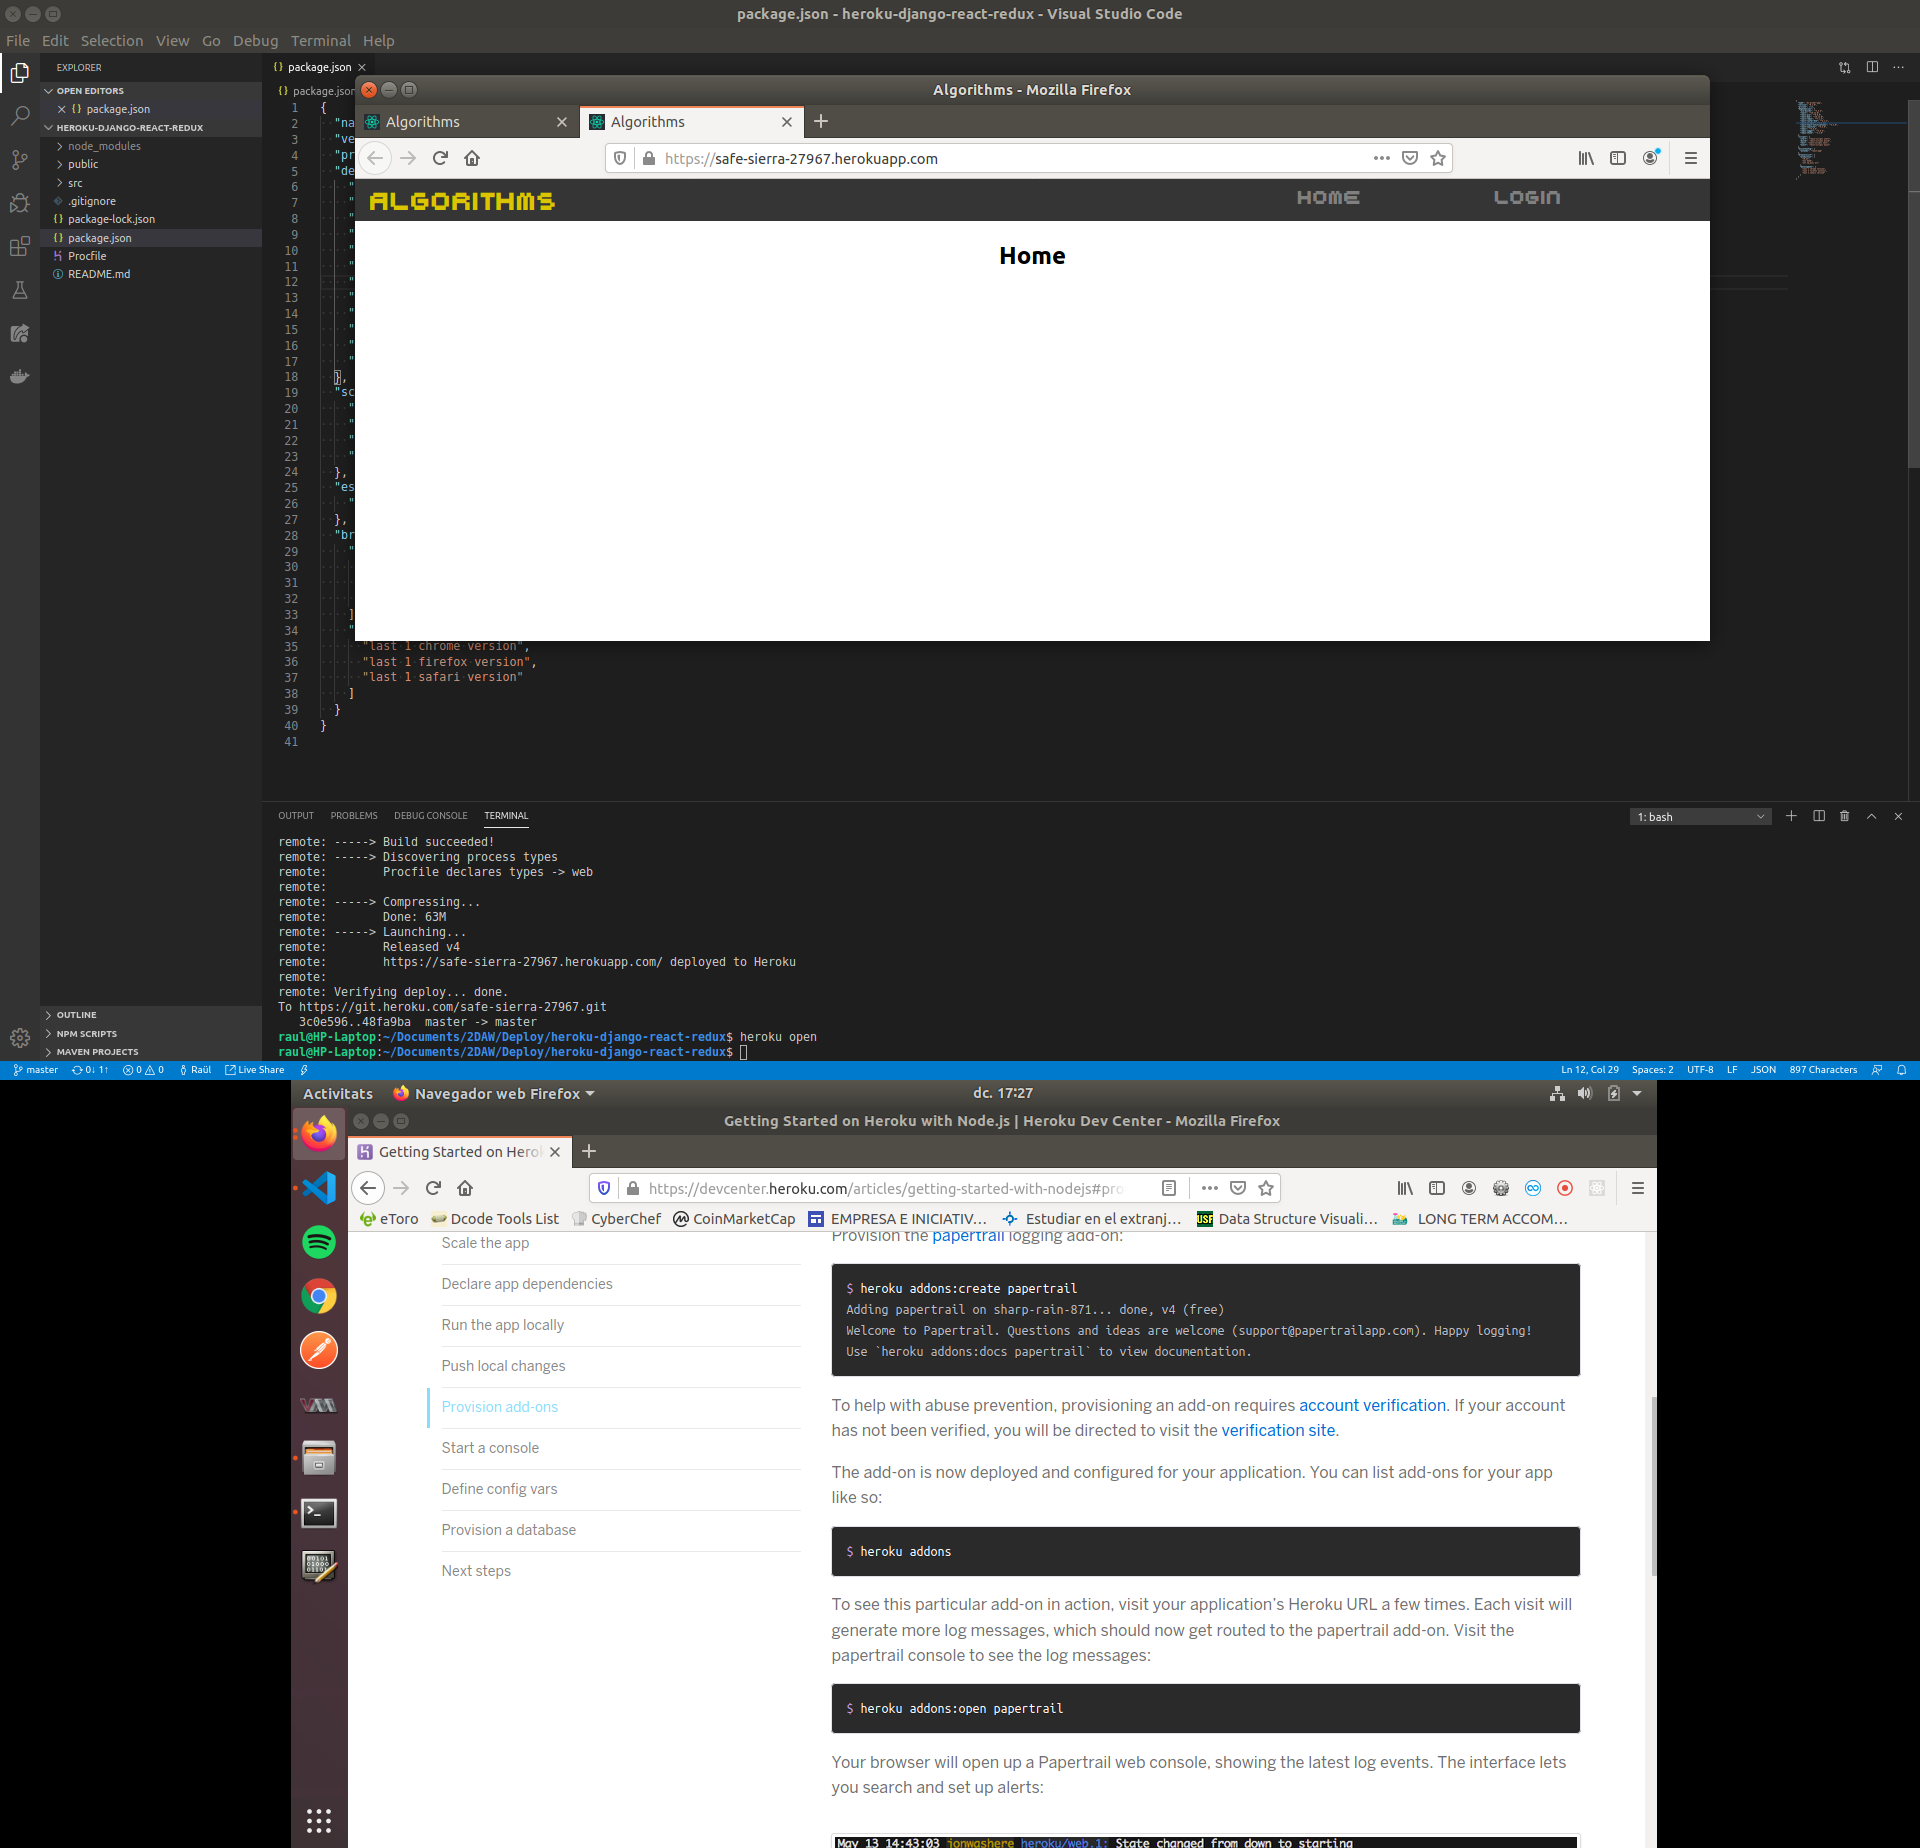 package.json - heroku-django-react-redux - Visual Studio Code
File Edit Selection View Go Debug Terminal Help
EXPLORER
OPEN EDITORS
package.json
HEROKU-DJANGO-REACT-REDUX
node_modules
public
src
.gitignore
package-lock.json
package.json
Procfile
README.md
OUTLINE
NPM SCRIPTS
MAVEN PROJECTS
package.json
package.json
1 {
2 "na
3 "ve
4 "pr
5 "de
6 "
7 "
8 "
9 "
10 "
11 "
12 "
13 "
14 "
15 "
16 "
17 "
18 },
19 "sc
20 "
21 "
22 "
23 "
24 },
25 "es
26 "
27 },
28 "br
29 "
30
31
32
33 ]
34 "
35 "last 1 chrome version",
36 "last 1 firefox version",
37 "last 1 safari version"
38 ]
39 }
40 }
41
Algorithms - Mozilla Firefox
Algorithms
Algorithms
https://safe-sierra-27967.herokuapp.com
ALGORITHMS HOME LOGIN
Home
OUTPUT PROBLEMS DEBUG CONSOLE TERMINAL
1: bash
remote: -----> Build succeeded!
remote: -----> Discovering process types
remote:        Procfile declares types -> web
remote:
remote: -----> Compressing...
remote:        Done: 63M
remote: -----> Launching...
remote:        Released v4
remote:        https://safe-sierra-27967.herokuapp.com/ deployed to Heroku
remote:
remote: Verifying deploy... done.
To https://git.heroku.com/safe-sierra-27967.git
   3c0e596..48fa9ba  master -> master
raul@HP-Laptop:~/Documents/2DAW/Deploy/heroku-django-react-redux$ heroku open
raul@HP-Laptop:~/Documents/2DAW/Deploy/heroku-django-react-redux$
master 0↓ 1↑ 0 0 Raül Live Share
Ln 12, Col 29 Spaces: 2 UTF-8 LF JSON 897 Characters
Activitats Navegador web Firefox dc. 17:27
Getting Started on Heroku with Node.js | Heroku Dev Center - Mozilla Firefox
Getting Started on Herok
https://devcenter.heroku.com/articles/getting-started-with-nodejs#pro
eToro Dcode Tools List CyberChef CoinMarketCap EMPRESA E INICIATIV... Estudiar en el extranj... Data Structure Visuali... LONG TERM ACCOM...
Scale the app
Declare app dependencies
Run the app locally
Push local changes
Provision add-ons
Start a console
Define config vars
Provision a database
Next steps
Provision the papertrail logging add-on:
$ heroku addons:create papertrail
Adding papertrail on sharp-rain-871... done, v4 (free)
Welcome to Papertrail. Questions and ideas are welcome (support@papertrailapp.com). Happy logging!
Use `heroku addons:docs papertrail` to view documentation.
To help with abuse prevention, provisioning an add-on requires account verification. If your account
has not been verified, you will be directed to visit the verification site.
The add-on is now deployed and configured for your application. You can list add-ons for your app
like so:
$ heroku addons
To see this particular add-on in action, visit your application's Heroku URL a few times. Each visit will
generate more log messages, which should now get routed to the papertrail add-on. Visit the
papertrail console to see the log messages:
$ heroku addons:open papertrail
Your browser will open up a Papertrail web console, showing the latest log events. The interface lets
you search and set up alerts:
May 13 14:43:03 jonwashere heroku/web.1: State changed from down to starting